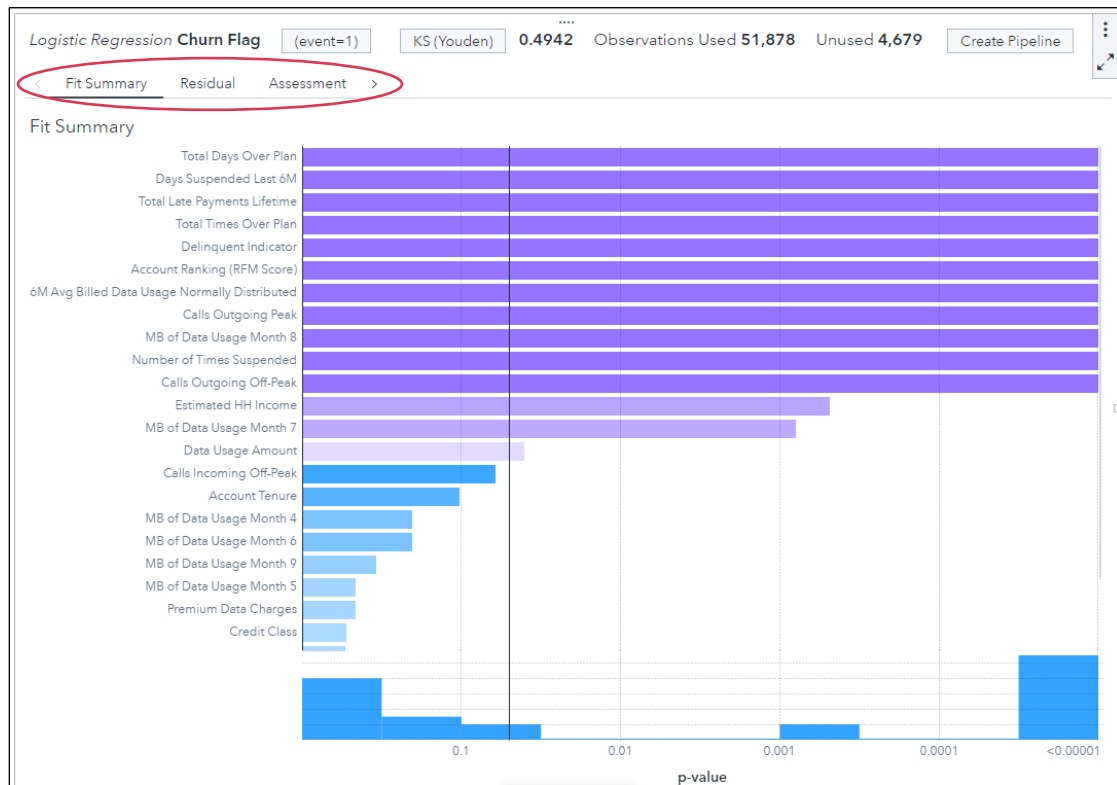 Logistic Regression Churn Flag (event=1) KS (Youden) 0.4942 Observations Used 51,878 Unused 4,679 Create Pipeline
Fit Summary Residual Assessment
Fit Summary
Total Days Over Plan
Days Suspended Last 6M
Total Late Payments Lifetime
Total Times Over Plan
Delinquent Indicator
Account Ranking (RFM Score)
6M Avg Billed Data Usage Normally Distributed
Calls Outgoing Peak
MB of Data Usage Month 8
Number of Times Suspended
Calls Outgoing Off-Peak
Estimated HH Income
MB of Data Usage Month 7
Data Usage Amount
Calls Incoming Off-Peak
Account Tenure
MB of Data Usage Month 4
MB of Data Usage Month 6
MB of Data Usage Month 9
MB of Data Usage Month 5
Premium Data Charges
Credit Class
0.1 0.01 0.001 0.0001 <0.00001
p-value